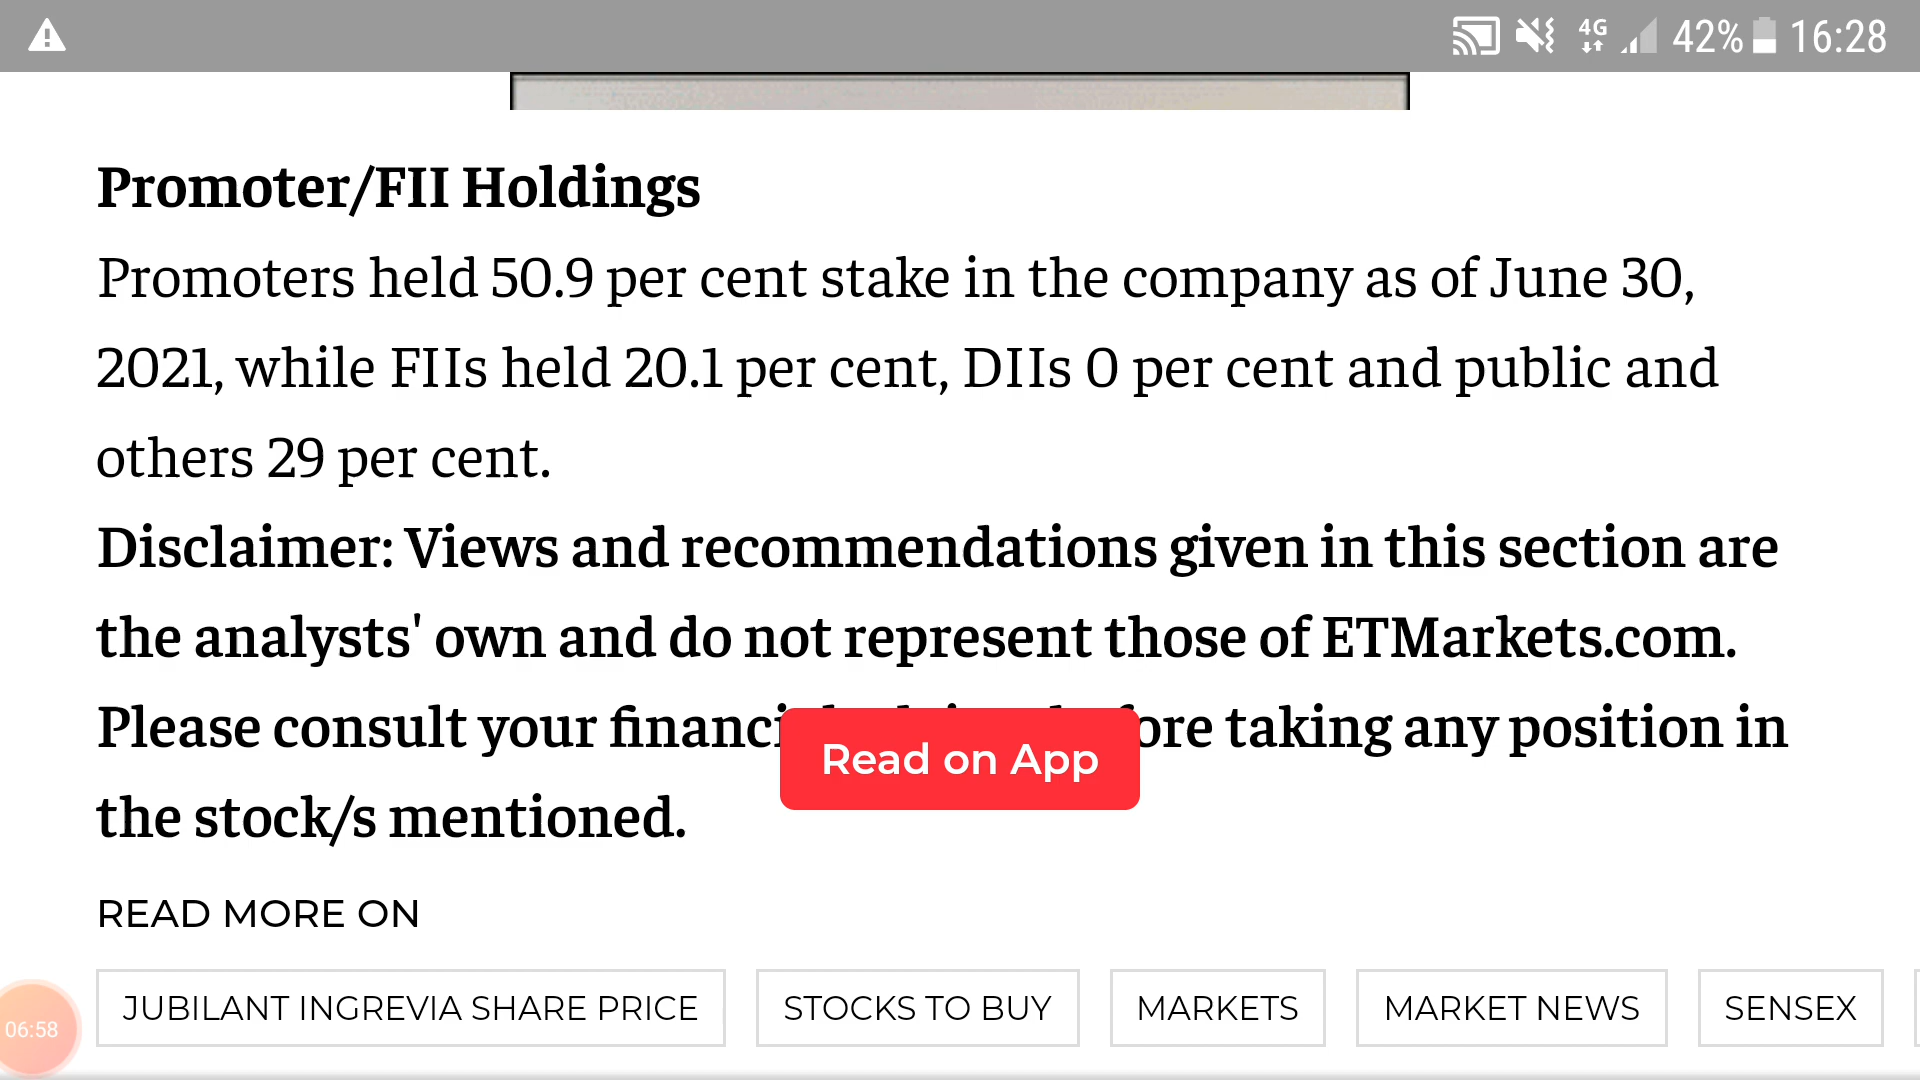 4G 42% 16:28
Promoter/FII Holdings
Promoters held 50.9 per cent stake in the company as of June 30,
2021, while FIIs held 20.1 per cent, DIIs 0 per cent and public and
others 29 per cent.
Disclaimer: Views and recommendations given in this section are
the analysts' own and do not represent those of ETMarkets.com.
Please consult your taking any position in
Read on App
the stock/s mentioned.
READ MORE ON
JUBILANT INGREVIA SHARE PRICE STOCKS TO BUY MARKETS MARKET NEWS SENSEX
06:58